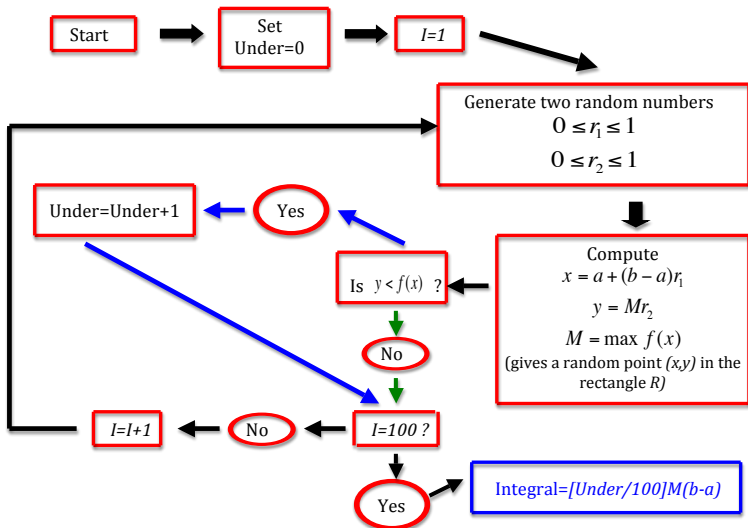 Start
Set
Under=0
I=1
Generate two random numbers
0 ≤ r₁ ≤ 1
0 ≤ r₂ ≤ 1
Under=Under+1
Yes
Is y < f(x) ?
Compute
x = a + (b − a)r₁
y = Mr₂
M = max f(x)
(gives a random point (x,y) in the
rectangle R)
No
I=I+1
No
I=100 ?
Yes
Integral=[Under/100]M(b-a)